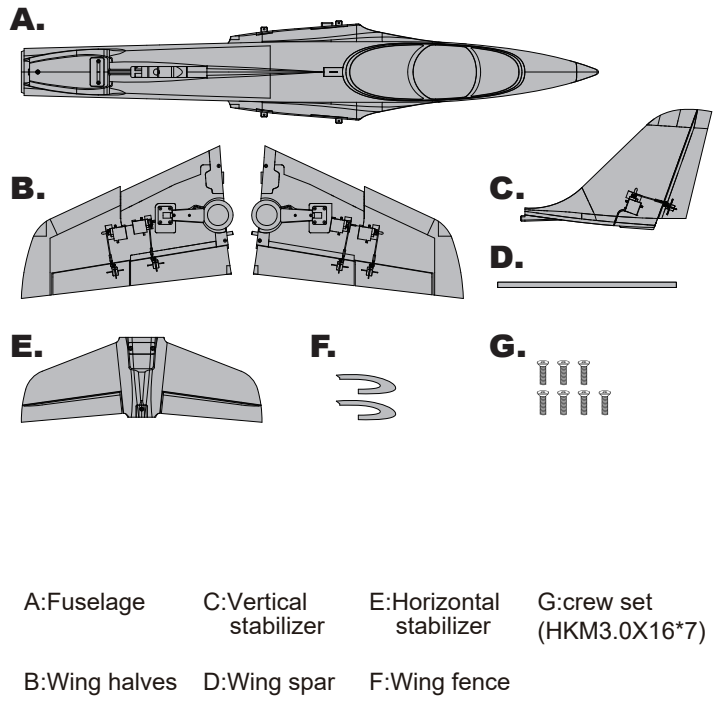 A.
B.
C.
D.
E.
F.
G.
A:Fuselage
C:Vertical
stabilizer
E:Horizontal
stabilizer
G:crew set
(HKM3.0X16*7)
B:Wing halves
D:Wing spar
F:Wing fence